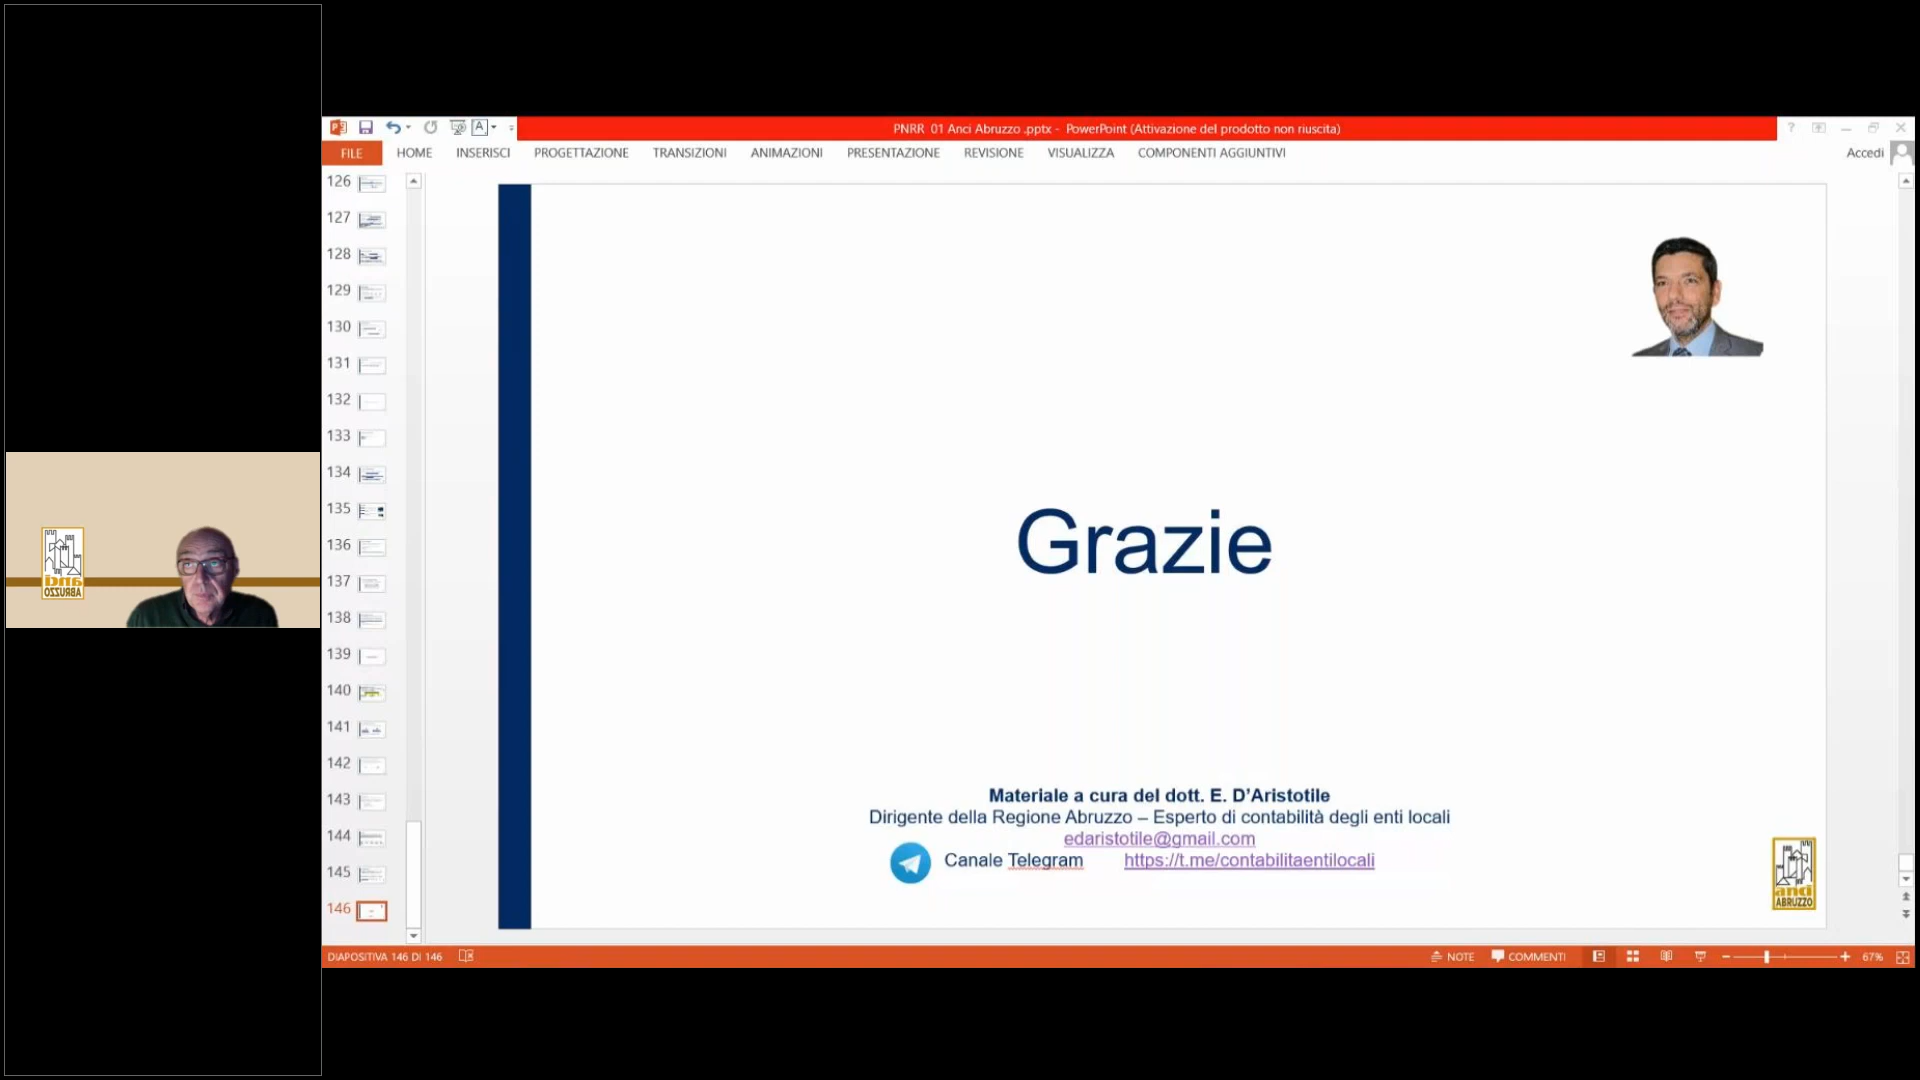 PNRR 01 Anci Abruzzo .pptx - PowerPoint (Attivazione del prodotto non riuscita)
FILE HOME INSERISCI PROGETTAZIONE TRANSIZIONI ANIMAZIONI PRESENTAZIONE REVISIONE VISUALIZZA COMPONENTI AGGIUNTIVI Accedi
126
127
128
129
130
131
132
133
134
135
136
137
138
139
140
141
142
143
144
145
146
anci
ABRUZZO
Grazie
Materiale a cura del dott. E. D'Aristotile
Dirigente della Regione Abruzzo – Esperto di contabilità degli enti locali
edaristotile@gmail.com
Canale Telegram https://t.me/contabilitaentilocali
anci
ABRUZZO
DIAPOSITIVA 146 DI 146 NOTE COMMENTI 67%